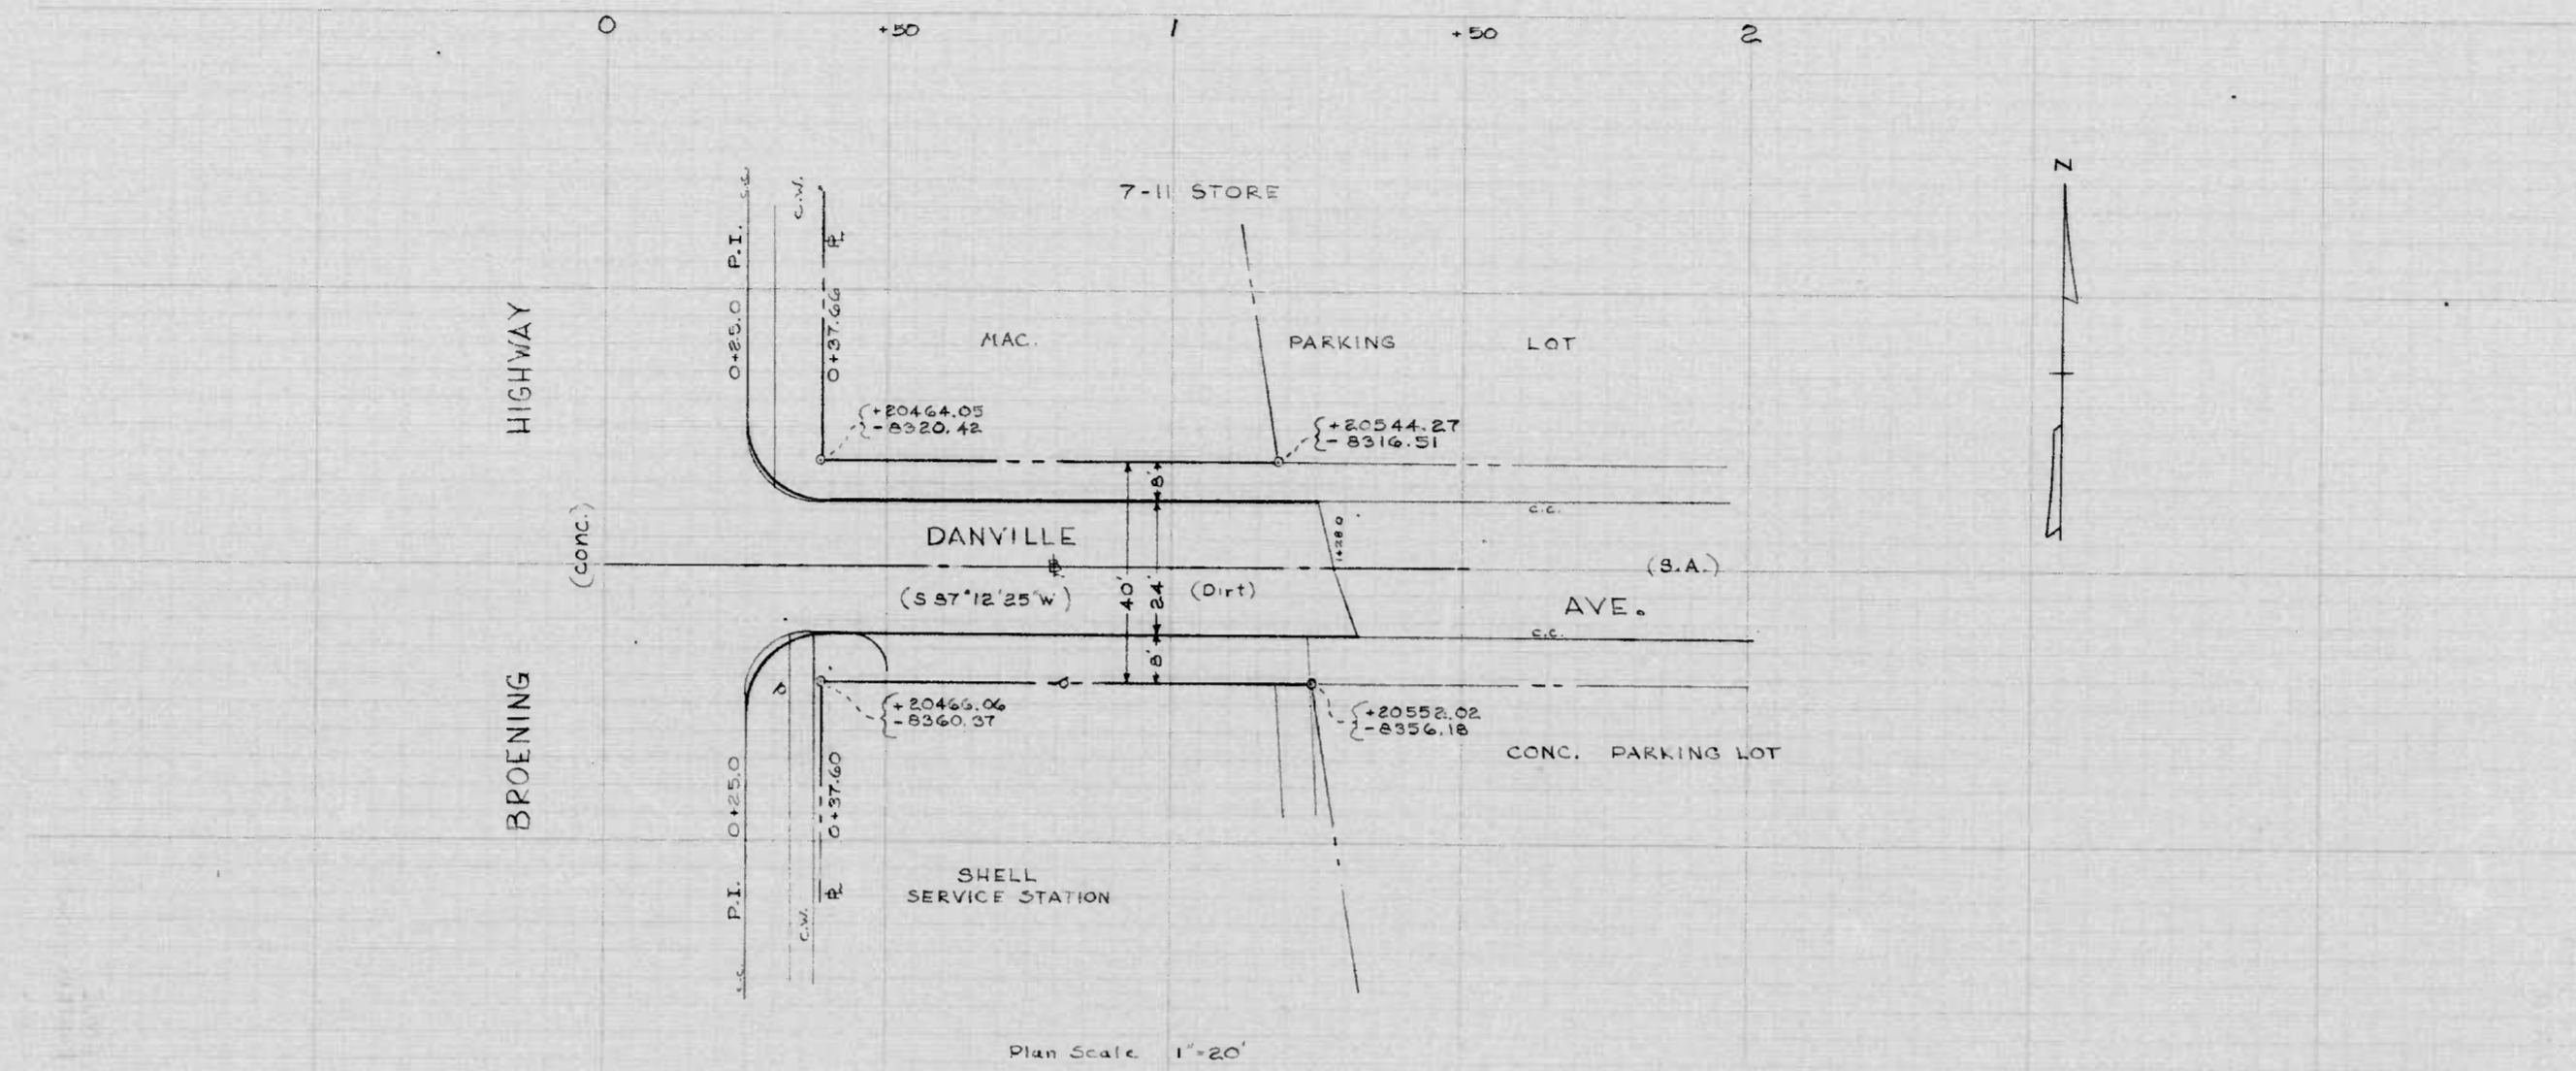 0 +50 1 +50 2
N
7-11 STORE
C.W.
P.I.
0+25.0
0+37.66
HIGHWAY
MAC. PARKING LOT
+20464.05
-8320.42
+20544.27
-8316.51
8'
c.c.
DANVILLE
1+28.0
(conc.)
(S.A.)
(S 87°12'25"W)
40'
24'
(Dirt)
AVE.
c.c.
8'
+20466.06
-8360.37
+20552.02
-8356.18
CONC. PARKING LOT
BROENING
0+25.0
0+37.60
P.I.
C.W.
SHELL
SERVICE STATION
Plan Scale 1"=20'